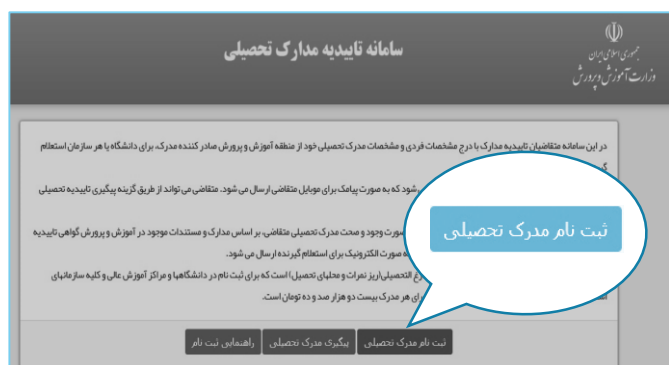 جمهوری اسلامی ایران
وزارت آموزش و پرورش
سامانه تاییدیه مدارک تحصیلی
در این سامانه متقاضیان تاییدیه مدارک با درج مشخصات فردی و مشخصات مدرک تحصیلی خود از منطقه آموزش و پرورش صادر کننده مدرک، برای دانشگاه یا هر سازمان استعلام
شود که به صورت پیامک برای موبایل متقاضی ارسال می شود. متقاضی می تواند از طریق گزینه پیگیری تاییدیه تحصیلی
صورت وجود و صحت مدرک تحصیلی متقاضی، بر اساس مدارک و مستندات موجود در آموزش و پرورش گواهی تاییدیه
به صورت الکترونیک برای استعلام گیرنده ارسال می شود.
التحصیلی(ریز نمرات و محلهای تحصیل) است که برای ثبت نام در دانشگاهها و مراکز آموزش عالی و کلیه سازمانهای
برای هر مدرک بیست دو هزار صد و ده تومان است.
ثبت نام مدرک تحصیلی
ثبت نام مدرک تحصیلی پیگیری مدرک تحصیلی راهنمایی ثبت نام